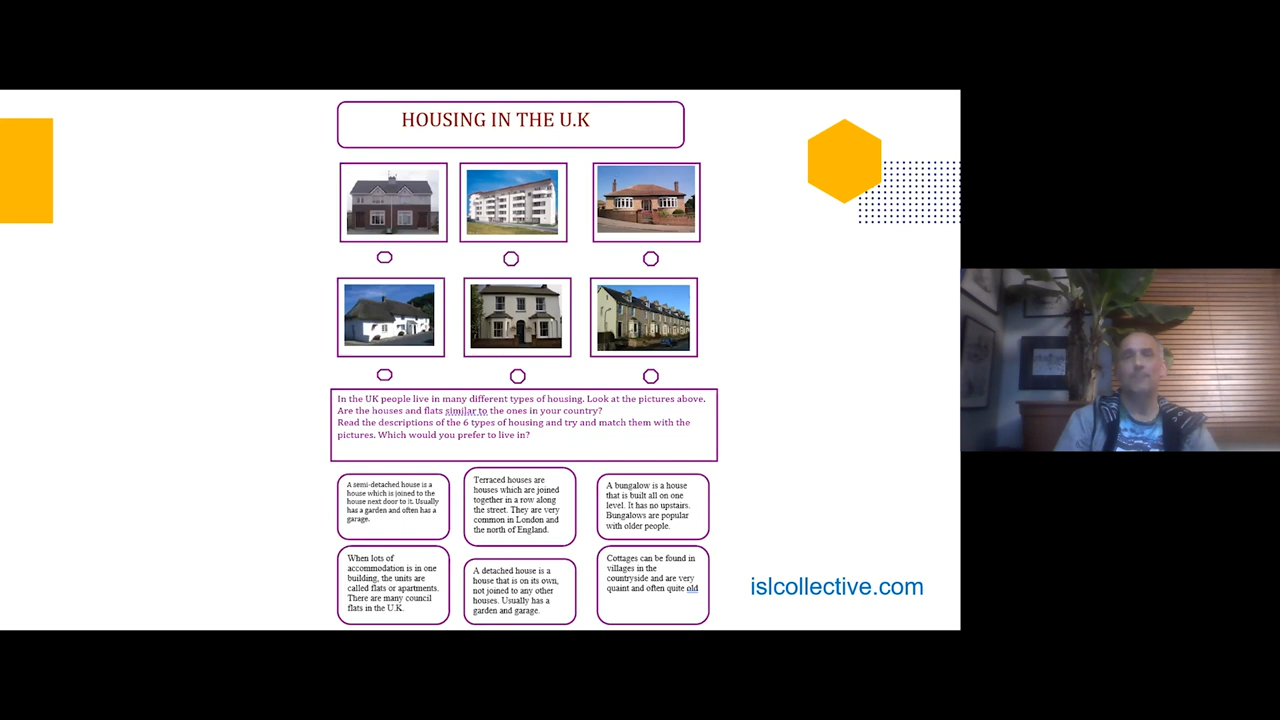 HOUSING IN THE U.K
In the UK people live in many different types of housing. Look at the pictures above.
Are the houses and flats similar to the ones in your country?
Read the descriptions of the 6 types of housing and try and match them with the
pictures. Which would you prefer to live in?
A semi-detached house is a
house which is joined to the
house next door to it. Usually
has a garden and often has a
garage.
Terraced houses are
houses which are joined
together in a row along
the street. They are very
common in London and
the north of England.
A bungalow is a house
that is built all on one
level. It has no upstairs.
Bungalows are popular
with older people.
When lots of
accommodation is in one
building, the units are
called flats or apartments.
There are many council
flats in the U.K.
A detached house is a
house that is on its own,
not joined to any other
houses. Usually has a
garden and garage.
Cottages can be found in
villages in the
countryside and are very
quaint and often quite old
islcollective.com